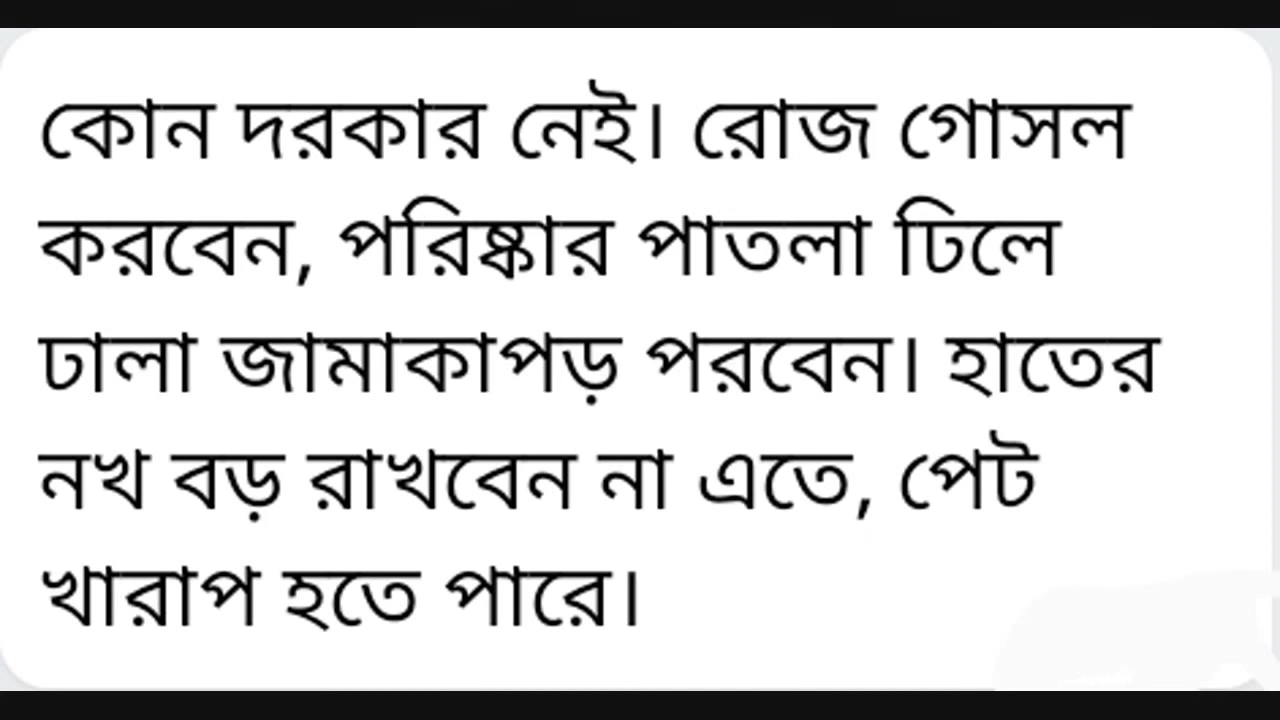 কোন দরকার নেই। রোজ গোসল
করবেন, পরিষ্কার পাতলা ঢিলে
ঢালা জামাকাপড় পরবেন। হাতের
নখ বড় রাখবেন না এতে, পেট
খারাপ হতে পারে।